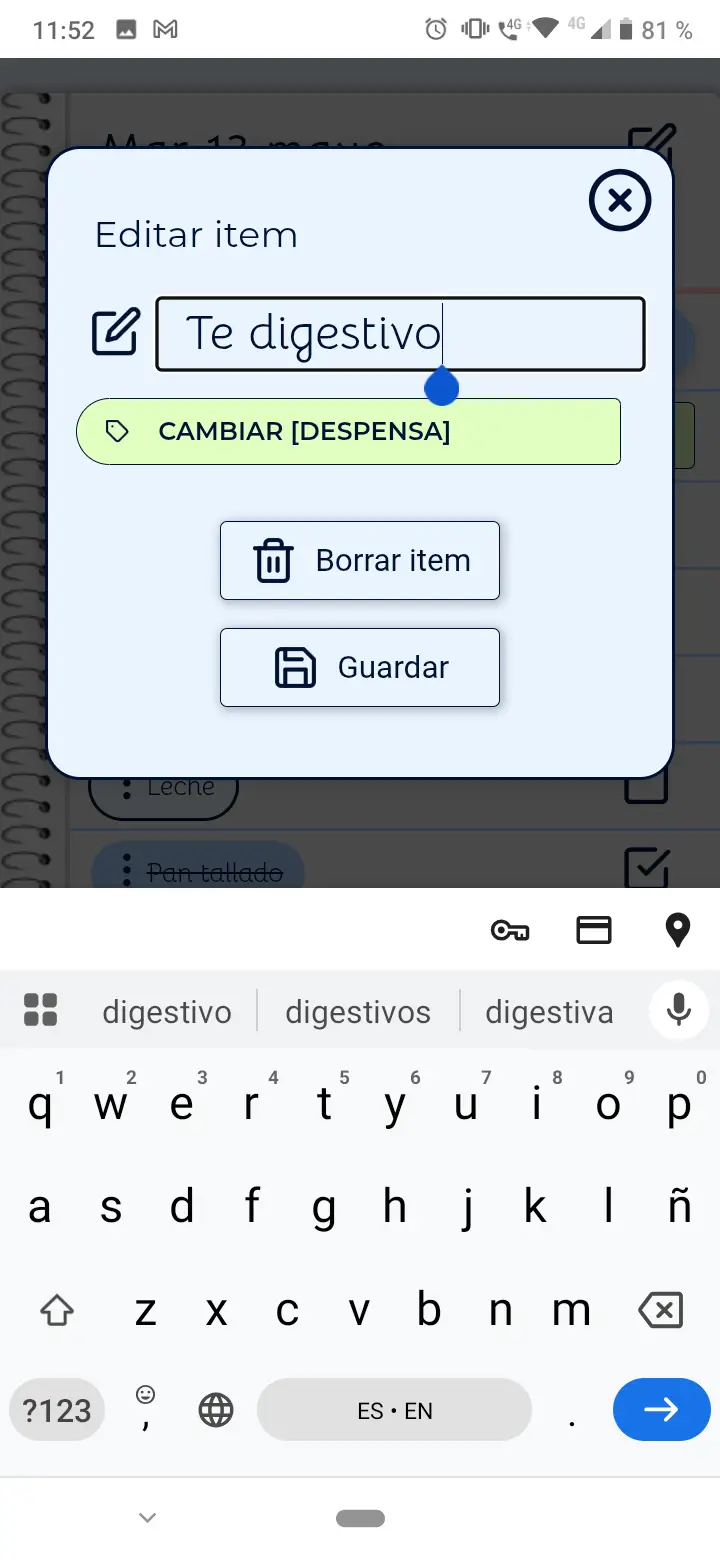 11:52 4G 4G 81 %
Mar 13 mayo
Editar item
Te digestivo
CAMBIAR [DESPENSA]
Borrar item
Guardar
Leche
Pan tallado
digestivo digestivos digestiva
1 2 3 4 5 6 7 8 9 0
q w e r t y u i o p
a s d f g h j k l ñ
z x c v b n m
?123 , ES • EN .